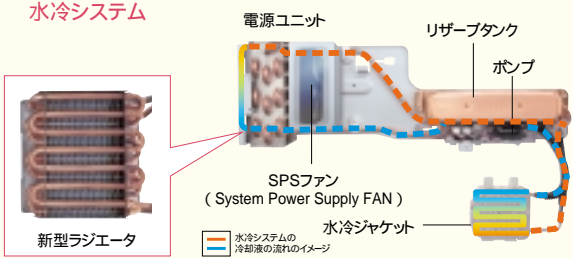 水冷システム
電源ユニット
リザーブタンク
ポンプ
SPSファン
( System Power Supply FAN )
水冷ジャケット
新型ラジエータ
水冷システムの
冷却液の流れのイメージ